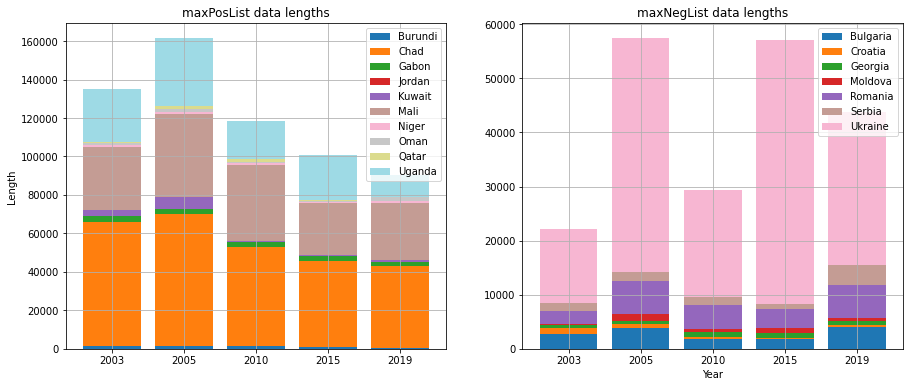 maxPosList data lengths
160000
140000
120000
100000
80000
60000
40000
20000
0
Length
2003
2005
2010
2015
2019
Burundi
Chad
Gabon
Jordan
Kuwait
Mali
Niger
Oman
Qatar
Uganda
maxNegList data lengths
60000
50000
40000
30000
20000
10000
0
2003
2005
2010
2015
2019
Year
Bulgaria
Croatia
Georgia
Moldova
Romania
Serbia
Ukraine